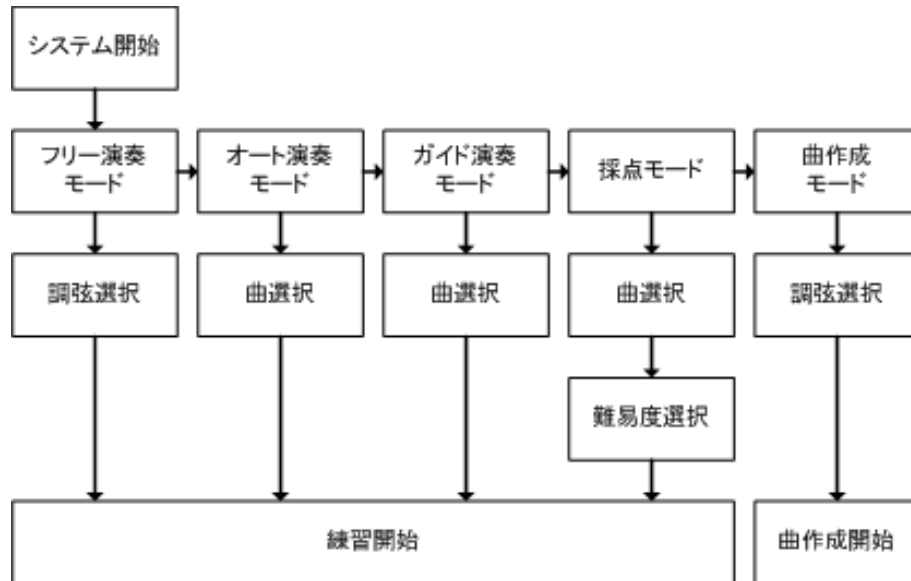 システム開始
フリー演奏
モード
オート演奏
モード
ガイド演奏
モード
採点モード
曲作成
モード
調弦選択
曲選択
曲選択
曲選択
調弦選択
難易度選択
練習開始
曲作成開始